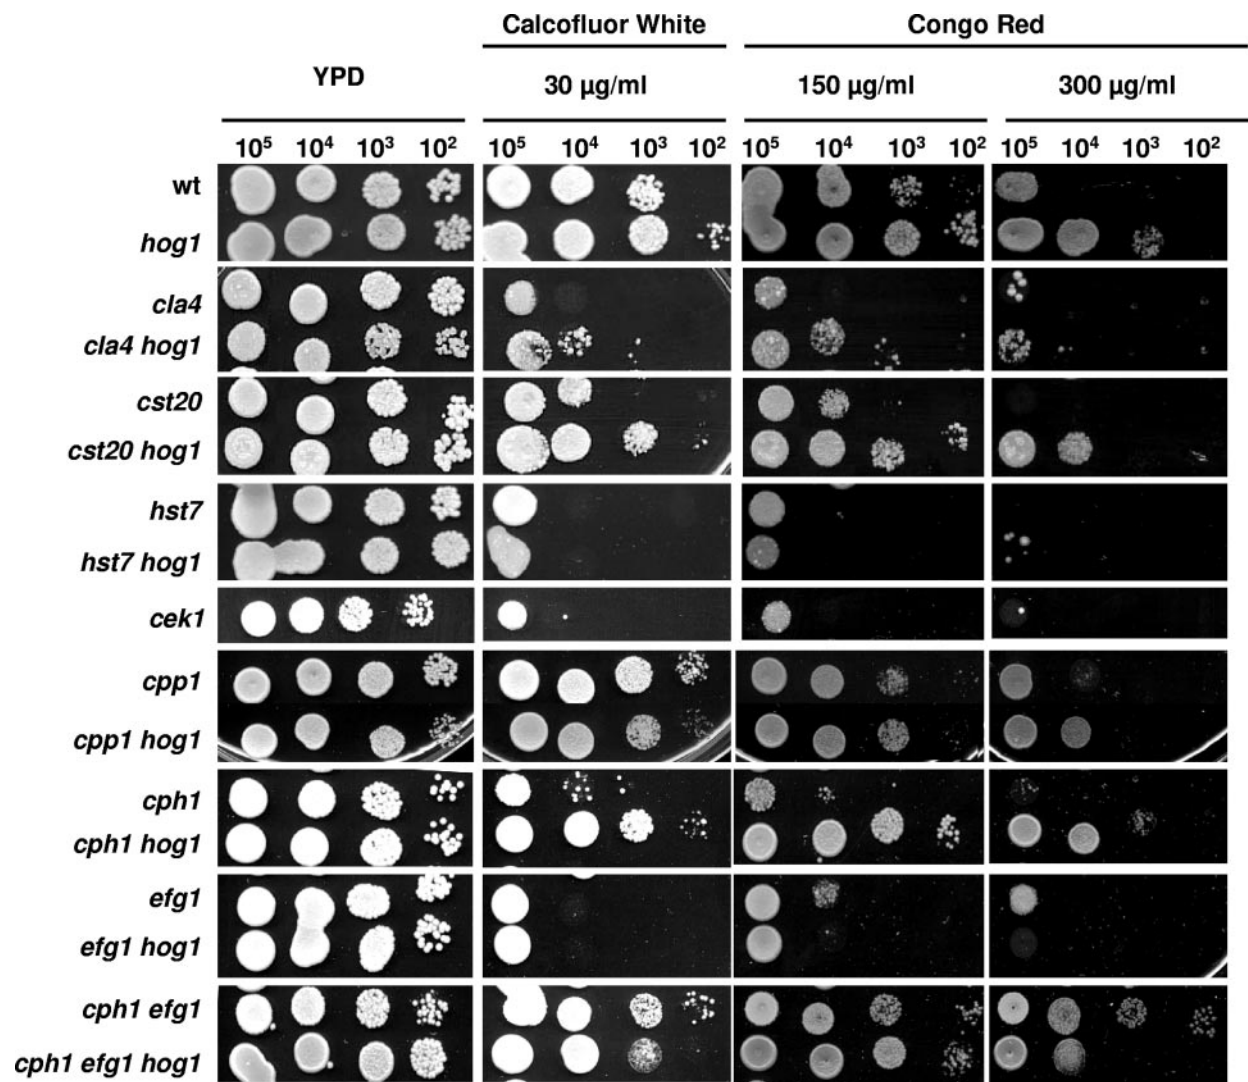 Calcofluor White Congo Red
YPD 30 µg/ml 150 µg/ml 300 µg/ml
10⁵ 10⁴ 10³ 10² 10⁵ 10⁴ 10³ 10² 10⁵ 10⁴ 10³ 10² 10⁵ 10⁴ 10³ 10²
wt
hog1
cla4
cla4 hog1
cst20
cst20 hog1
hst7
hst7 hog1
cek1
cpp1
cpp1 hog1
cph1
cph1 hog1
efg1
efg1 hog1
cph1 efg1
cph1 efg1 hog1